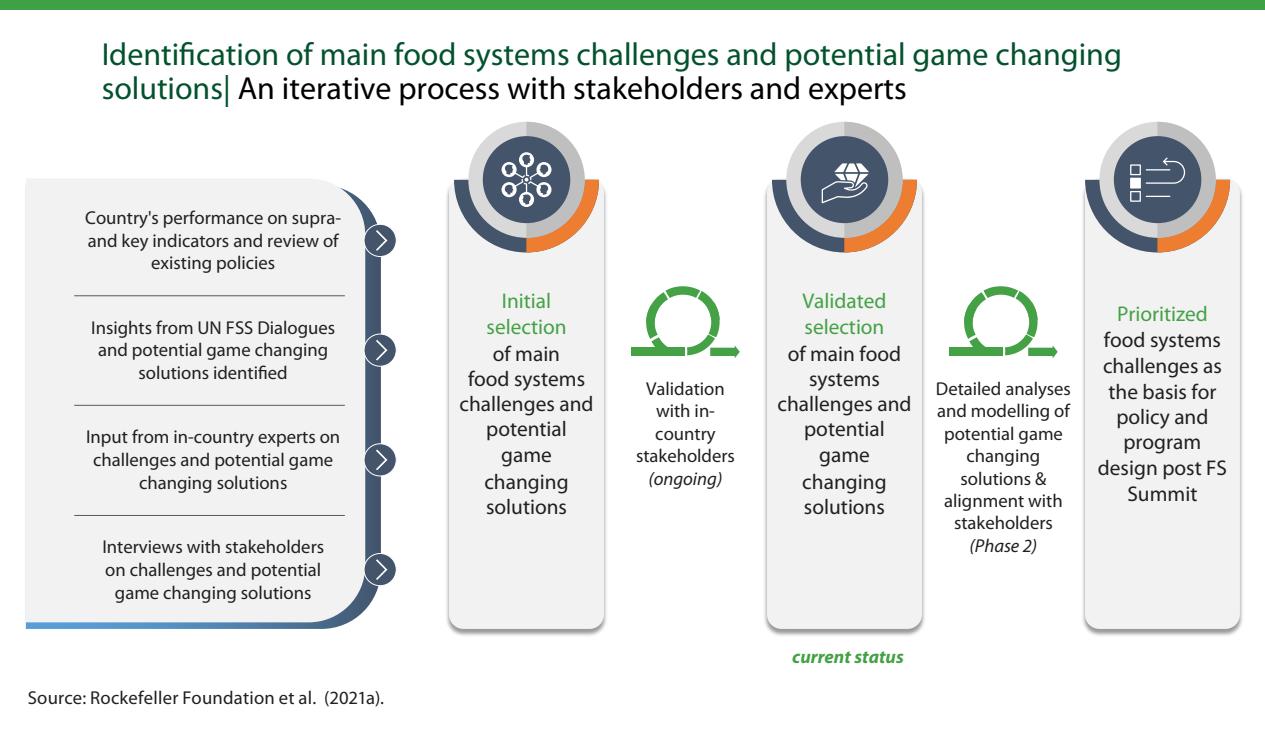 Identification of main food systems challenges and potential game changing
solutions| An iterative process with stakeholders and experts
Country's performance on supra-
and key indicators and review of
existing policies
Insights from UN FSS Dialogues
and potential game changing
solutions identified
Input from in-country experts on
challenges and potential game
changing solutions
Interviews with stakeholders
on challenges and potential
game changing solutions
Initial
selection
of main
food systems
challenges and
potential
game
changing
solutions
Validation
with in-
country
stakeholders
(ongoing)
Validated
selection
of main food
systems
challenges and
potential
game
changing
solutions
current status
Detailed analyses
and modelling of
potential game
changing
solutions &
alignment with
stakeholders
(Phase 2)
Prioritized
food systems
challenges as
the basis for
policy and
program
design post FS
Summit
Source: Rockefeller Foundation et al. (2021a).